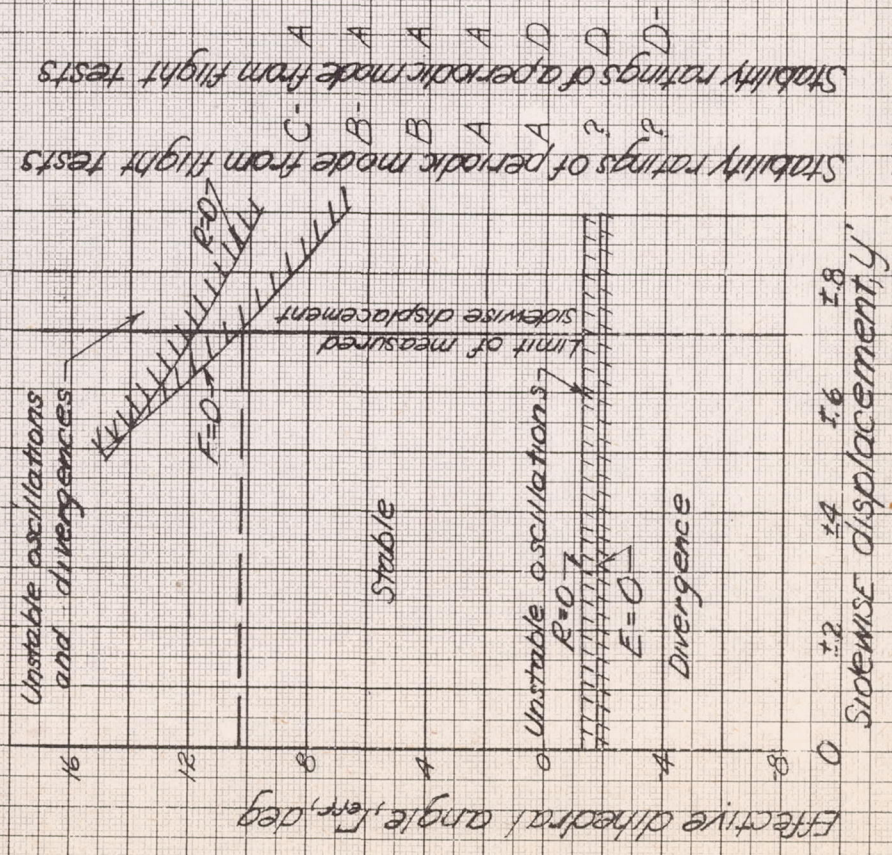 Stability ratings of aperiodic mode from flight tests
A A A A D D D-
Stability ratings of periodic mode from flight tests
C- B- B A A ? ?
Unstable oscillations
and divergences
R=0
F=0
Limit of measured
sidewise displacement
Stable
Unstable oscillations
R=0
E=0
Divergence
16
12
8
4
0
-4
-8
Effective dihedral angle, Γeff, deg
0 ±.2 ±.4 ±.6 ±.8
Sidewise displacement, y'